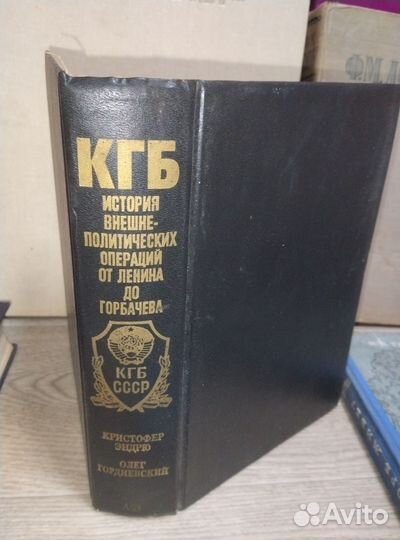 КГБ
ИСТОРИЯ
ВНЕШНЕ-
ПОЛИТИЧЕСКИХ
ОПЕРАЦИЙ
ОТ ЛЕНИНА
ДО
ГОРБАЧЕВА
КГБ
СССР
КРИСТОФЕР
ЭНДРЮ
ОЛЕГ
ГОРДИЕВСКИЙ
Avito